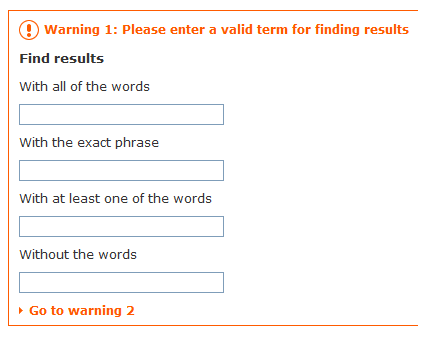 Warning 1: Please enter a valid term for finding results
Find results
With all of the words
With the exact phrase
With at least one of the words
Without the words
Go to warning 2